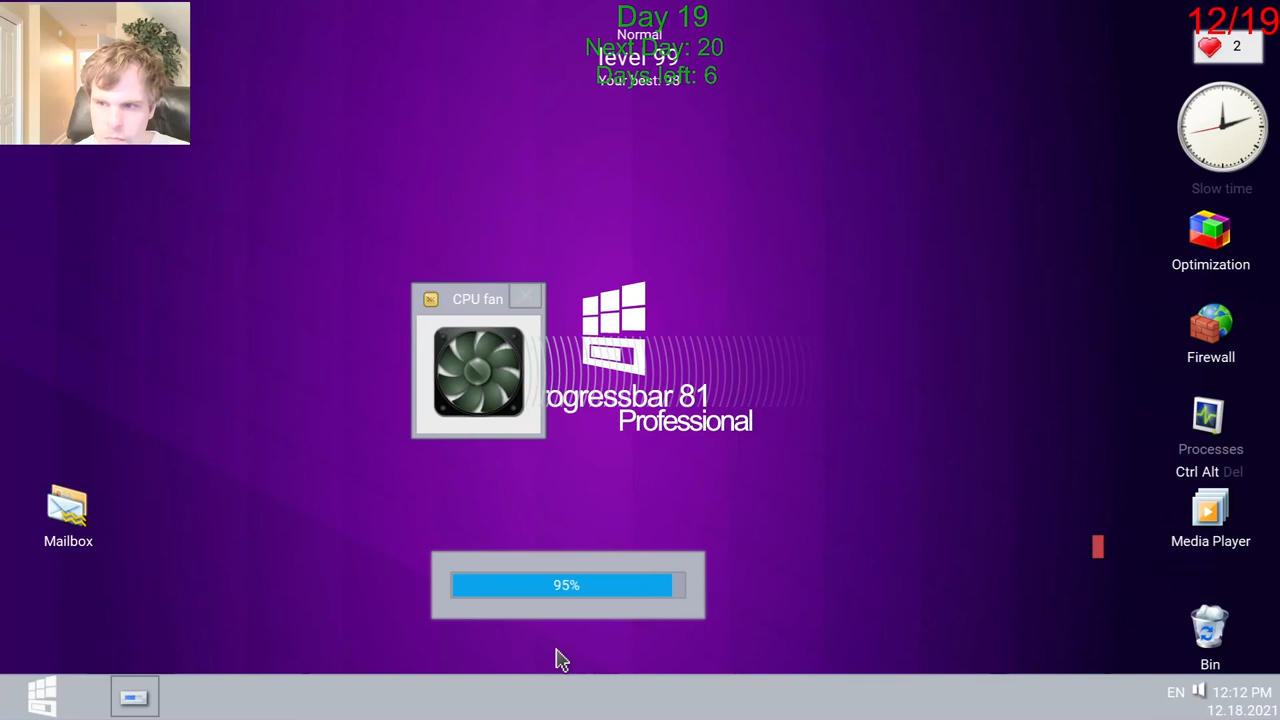 Day 19
Normal
Next Day: 20
level 99
Days left: 6
Your best: 98
12/19
2
Slow time
Optimization
Firewall
Processes
Ctrl Alt Del
Media Player
Bin
CPU fan
rogressbar 81
Professional
Mailbox
95%
EN 12:12 PM
12.18.2021